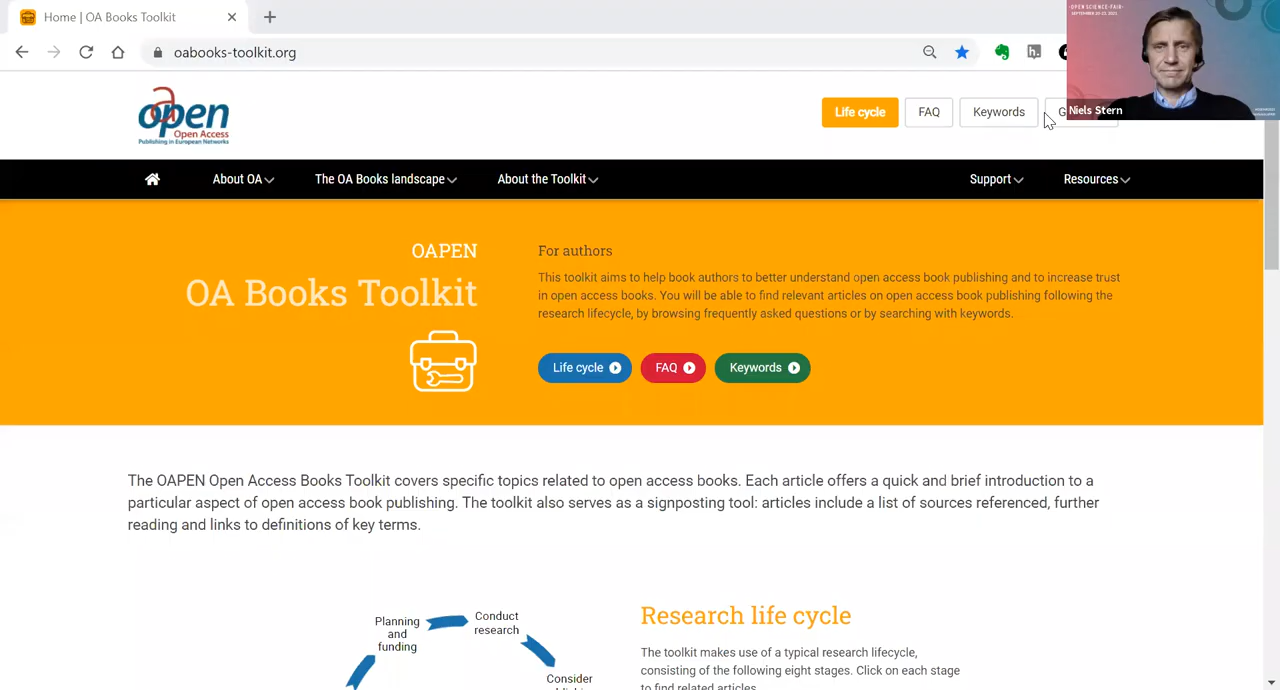 Home | OA Books Toolkit
oabooks-toolkit.org
·OPEN SCIENCE FAIR·
SEPTEMBER 20-23, 2021
Niels Stern
open
Open Access
Publishing in European Networks
Life cycle
FAQ
Keywords
G
About OA
The OA Books landscape
About the Toolkit
Support
Resources
OAPEN
OA Books Toolkit
For authors
This toolkit aims to help book authors to better understand open access book publishing and to increase trust
in open access books. You will be able to find relevant articles on open access book publishing following the
research lifecycle, by browsing frequently asked questions or by searching with keywords.
Life cycle
FAQ
Keywords
The OAPEN Open Access Books Toolkit covers specific topics related to open access books. Each article offers a quick and brief introduction to a
particular aspect of open access book publishing. The toolkit also serves as a signposting tool: articles include a list of sources referenced, further
reading and links to definitions of key terms.
Planning
and
funding
Conduct
research
Consider
Research life cycle
The toolkit makes use of a typical research lifecycle,
consisting of the following eight stages. Click on each stage
to find related articles